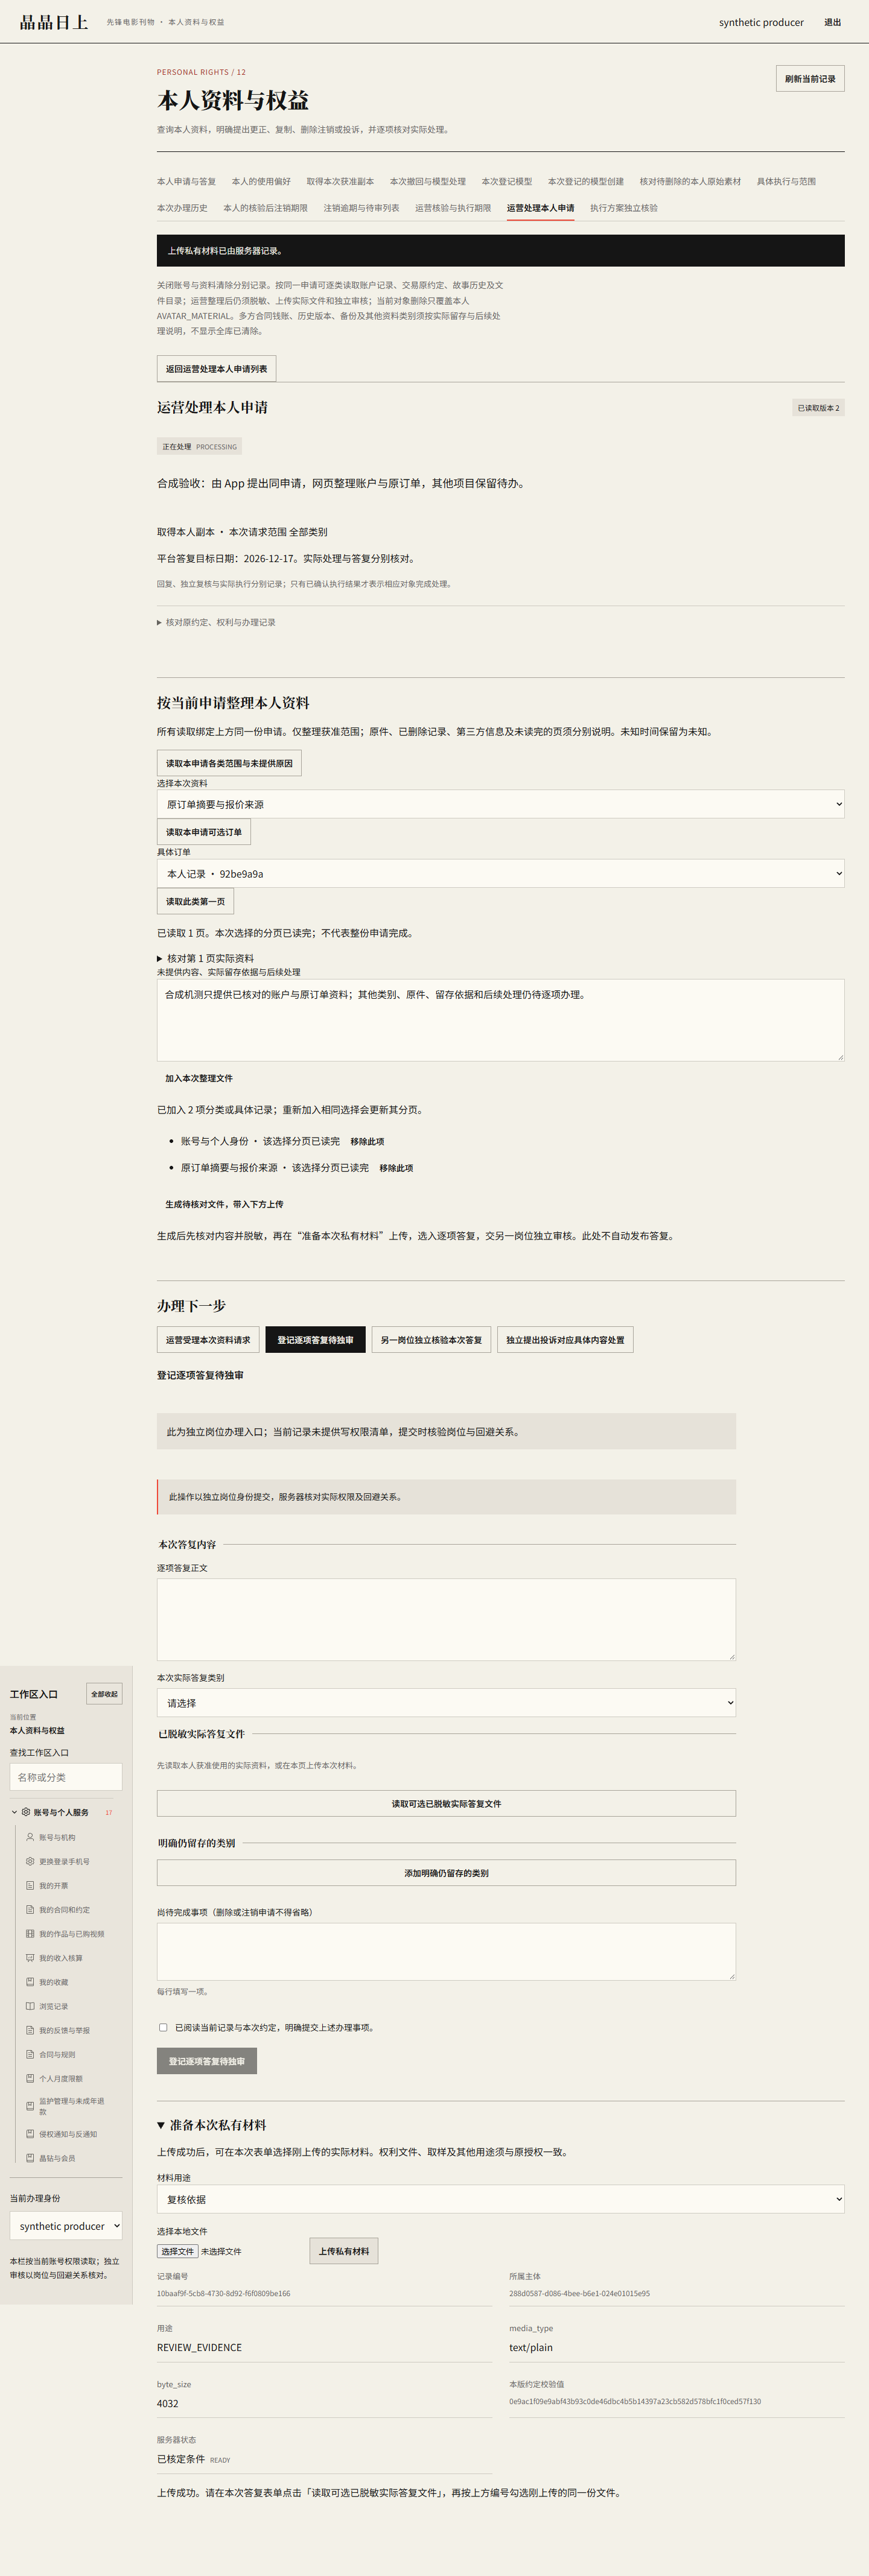 晶晶日上
先锋电影刊物 · 本人资料与权益
synthetic producer
退出
PERSONAL RIGHTS / 12
刷新当前记录
本人资料与权益
查询本人资料，明确提出更正、复制、删除注销或投诉，并逐项核对实际处理。
本人申请与答复 本人的使用偏好 取得本次获准副本 本次撤回与模型处理 本次登记模型 本次登记的模型创建 核对待删除的本人原始素材 具体执行与范围
本次办理历史 本人的核验后注销期限 注销逾期与待审列表 运营核验与执行期限 运营处理本人申请 执行方案独立核验
上传私有材料已由服务器记录。
关闭账号与资料清除分别记录。按同一申请可逐类读取账户记录、交易原约定、故事历史及文
件目录；运营整理后仍须脱敏、上传实际文件和独立审核；当前对象删除只覆盖本人
AVATAR_MATERIAL。多方合同钱账、历史版本、备份及其他资料类别须按实际留存与后续处
理说明，不显示全库已清除。
返回运营处理本人申请列表
运营处理本人申请
已读取版本 2
正在处理 PROCESSING
合成验收：由 App 提出同申请，网页整理账户与原订单，其他项目保留待办。
取得本人副本 · 本次请求范围 全部类别
平台答复目标日期：2026-12-17。实际处理与答复分别核对。
回复、独立复核与实际执行分别记录；只有已确认执行结果才表示相应对象完成处理。
▶ 核对原约定、权利与办理记录
按当前申请整理本人资料
所有读取绑定上方同一份申请。仅整理获准范围；原件、已删除记录、第三方信息及未读完的页须分别说明。未知时间保留为未知。
读取本申请各类范围与未提供原因
选择本次资料
原订单摘要与报价来源
读取本申请可选订单
具体订单
本人记录 · 92be9a9a
读取此类第一页
已读取 1 页。本次选择的分页已读完；不代表整份申请完成。
▶ 核对第 1 页实际资料
未提供内容、实际留存依据与后续处理
合成机测只提供已核对的账户与原订单资料；其他类别、原件、留存依据和后续处理仍待逐项办理。
加入本次整理文件
已加入 2 项分类或具体记录；重新加入相同选择会更新其分页。
• 账号与个人身份 · 该选择分页已读完 移除此项
• 原订单摘要与报价来源 · 该选择分页已读完 移除此项
生成待核对文件，带入下方上传
生成后先核对内容并脱敏，再在“准备本次私有材料”上传，选入逐项答复，交另一岗位独立审核。此处不自动发布答复。
办理下一步
运营受理本次资料请求 登记逐项答复待独审 另一岗位独立核验本次答复 独立提出投诉对应具体内容处置
登记逐项答复待独审
此为独立岗位办理入口；当前记录未提供写权限清单，提交时核验岗位与回避关系。
此操作以独立岗位身份提交，服务器核对实际权限及回避关系。
本次答复内容
逐项答复正文
本次实际答复类别
请选择
已脱敏实际答复文件
先读取本人获准使用的实际资料，或在本页上传本次材料。
读取可选已脱敏实际答复文件
明确仍留存的类别
添加明确仍留存的类别
尚待完成事项（删除或注销申请不得省略）
每行填写一项。
已阅读当前记录与本次约定，明确提交上述办理事项。
登记逐项答复待独审
▼ 准备本次私有材料
上传成功后，可在本次表单选择刚上传的实际材料。权利文件、取样及其他用途须与原授权一致。
材料用途
复核依据
选择本地文件
选择文件 未选择文件
上传私有材料
记录编号
10baaf9f-5cb8-4730-8d92-f6f0809be166
所属主体
288d0587-d086-4bee-b6e1-024e01015e95
用途
REVIEW_EVIDENCE
media_type
text/plain
byte_size
4032
本版约定校验值
0e9ac1f09e9abf43b93c0de46dbc4b5b14397a23cb582d578bfc1f0ced57f130
服务器状态
已核定条件 READY
上传成功。请在本次答复表单点击「读取可选已脱敏实际答复文件」，再按上方编号勾选刚上传的同一份文件。
工作区入口
全部收起
当前位置
本人资料与权益
查找工作区入口
名称或分类
账号与个人服务 17
账号与机构
更换登录手机号
我的开票
我的合同和约定
我的作品与已购视频
我的收入核算
我的收藏
浏览记录
我的反馈与举报
合同与规则
个人月度限额
监护管理与未成年退
款
侵权通知与反通知
晶钻与会员
当前办理身份
synthetic producer
本栏按当前账号权限读取；独立
审核以岗位与回避关系核对。